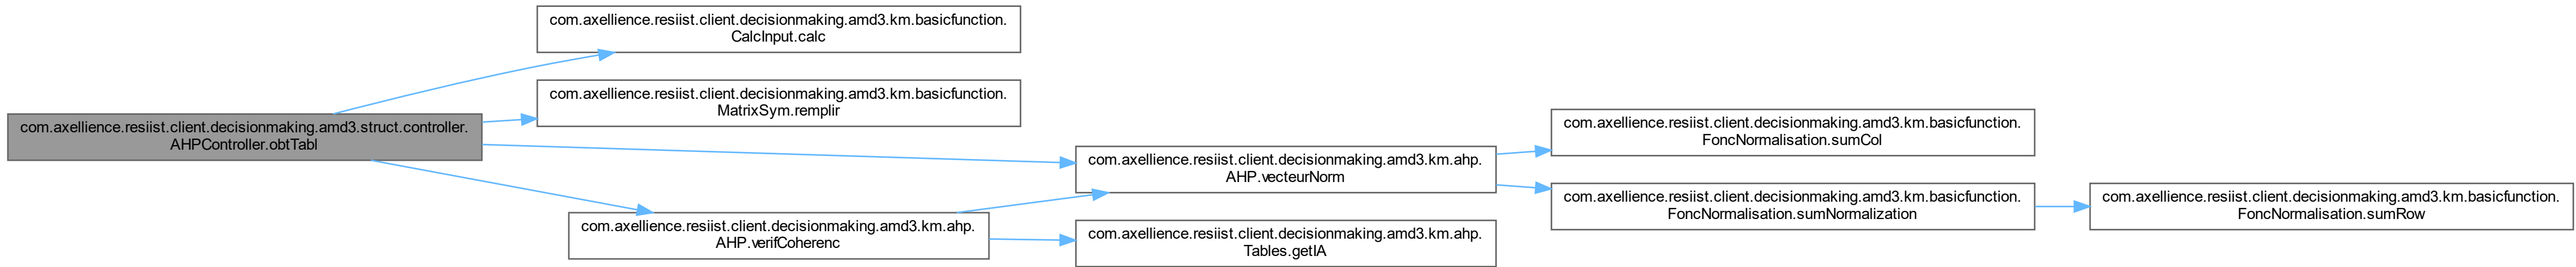 com.axellience.resiist.client.decisionmaking.amd3.struct.controller.
AHPController.obtTabl
com.axellience.resiist.client.decisionmaking.amd3.km.basicfunction.
CalcInput.calc
com.axellience.resiist.client.decisionmaking.amd3.km.basicfunction.
MatrixSym.remplir
com.axellience.resiist.client.decisionmaking.amd3.km.ahp.
AHP.verifCoherenc
com.axellience.resiist.client.decisionmaking.amd3.km.ahp.
AHP.vecteurNorm
com.axellience.resiist.client.decisionmaking.amd3.km.ahp.
Tables.getIA
com.axellience.resiist.client.decisionmaking.amd3.km.basicfunction.
FoncNormalisation.sumCol
com.axellience.resiist.client.decisionmaking.amd3.km.basicfunction.
FoncNormalisation.sumNormalization
com.axellience.resiist.client.decisionmaking.amd3.km.basicfunction.
FoncNormalisation.sumRow